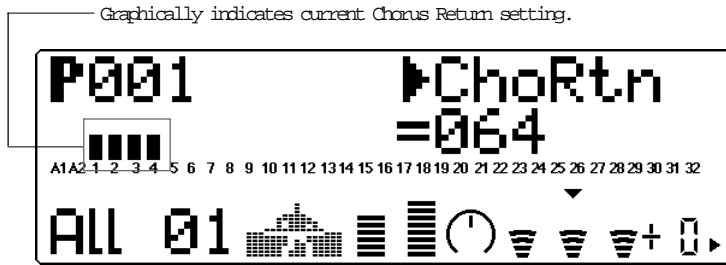 Graphically indicates current Chorus Return setting.
P001 ▶ChoRtn
=064
A1 A2 1 2 3 4 5 6 7 8 9 10 11 12 13 14 15 16 17 18 19 20 21 22 23 24 25 26 27 28 29 30 31 32
All 01 + 0